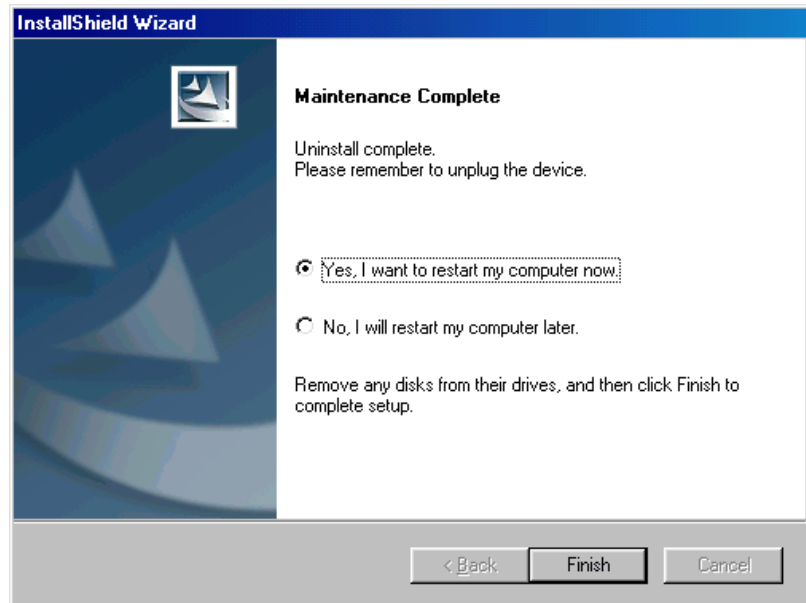 InstallShield Wizard
Maintenance Complete
Uninstall complete.
Please remember to unplug the device.
Yes, I want to restart my computer now.
No, I will restart my computer later.
Remove any disks from their drives, and then click Finish to
complete setup.
< Back Finish Cancel